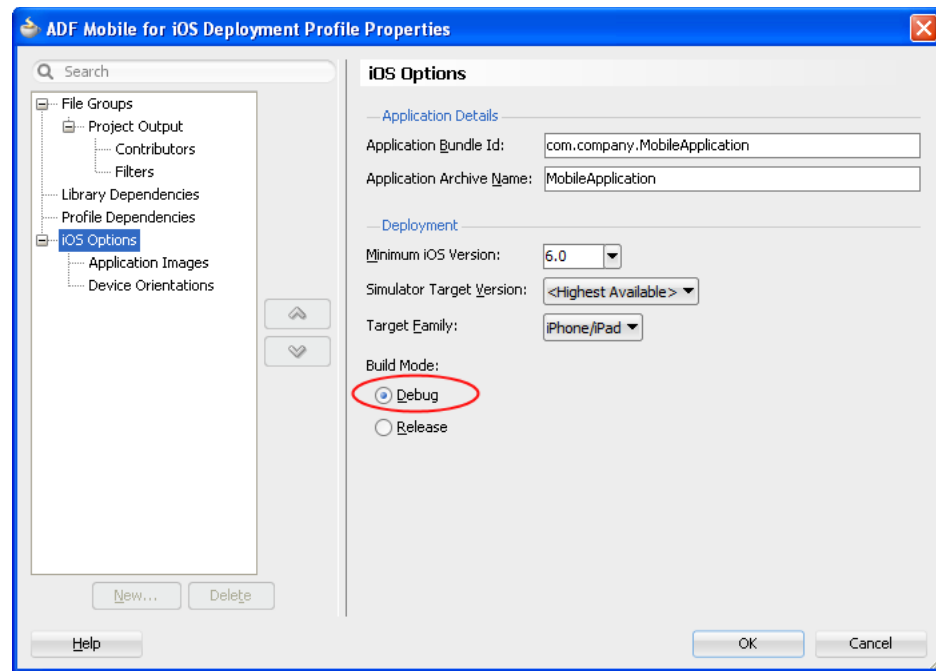 ADF Mobile for iOS Deployment Profile Properties
Search
File Groups
Project Output
Contributors
Filters
Library Dependencies
Profile Dependencies
iOS Options
Application Images
Device Orientations
New...
Delete
iOS Options
Application Details
Application Bundle Id: com.company.MobileApplication
Application Archive Name: MobileApplication
Deployment
Minimum iOS Version: 6.0
Simulator Target Version: <Highest Available>
Target Family: iPhone/iPad
Build Mode:
Debug
Release
Help
OK
Cancel